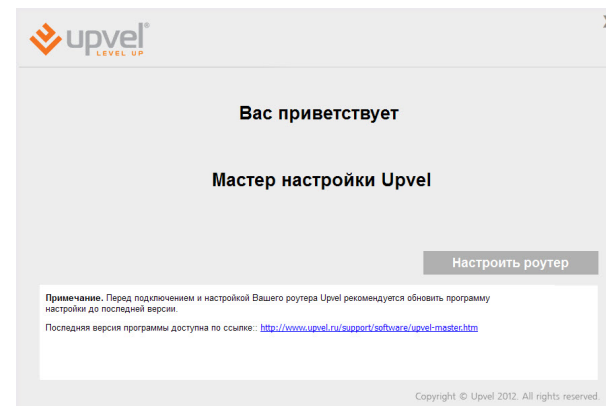 upvel®
LEVEL UP
Вас приветствует
Мастер настройки Upvel
Настроить роутер
Примечание. Перед подключением и настройкой Вашего роутера Upvel рекомендуется обновить программу
настройки до последней версии.
Последняя версия программы доступна по ссылке:: http://www.upvel.ru/support/software/upvel-master.htm
Copyright © Upvel 2012. All rights reserved.